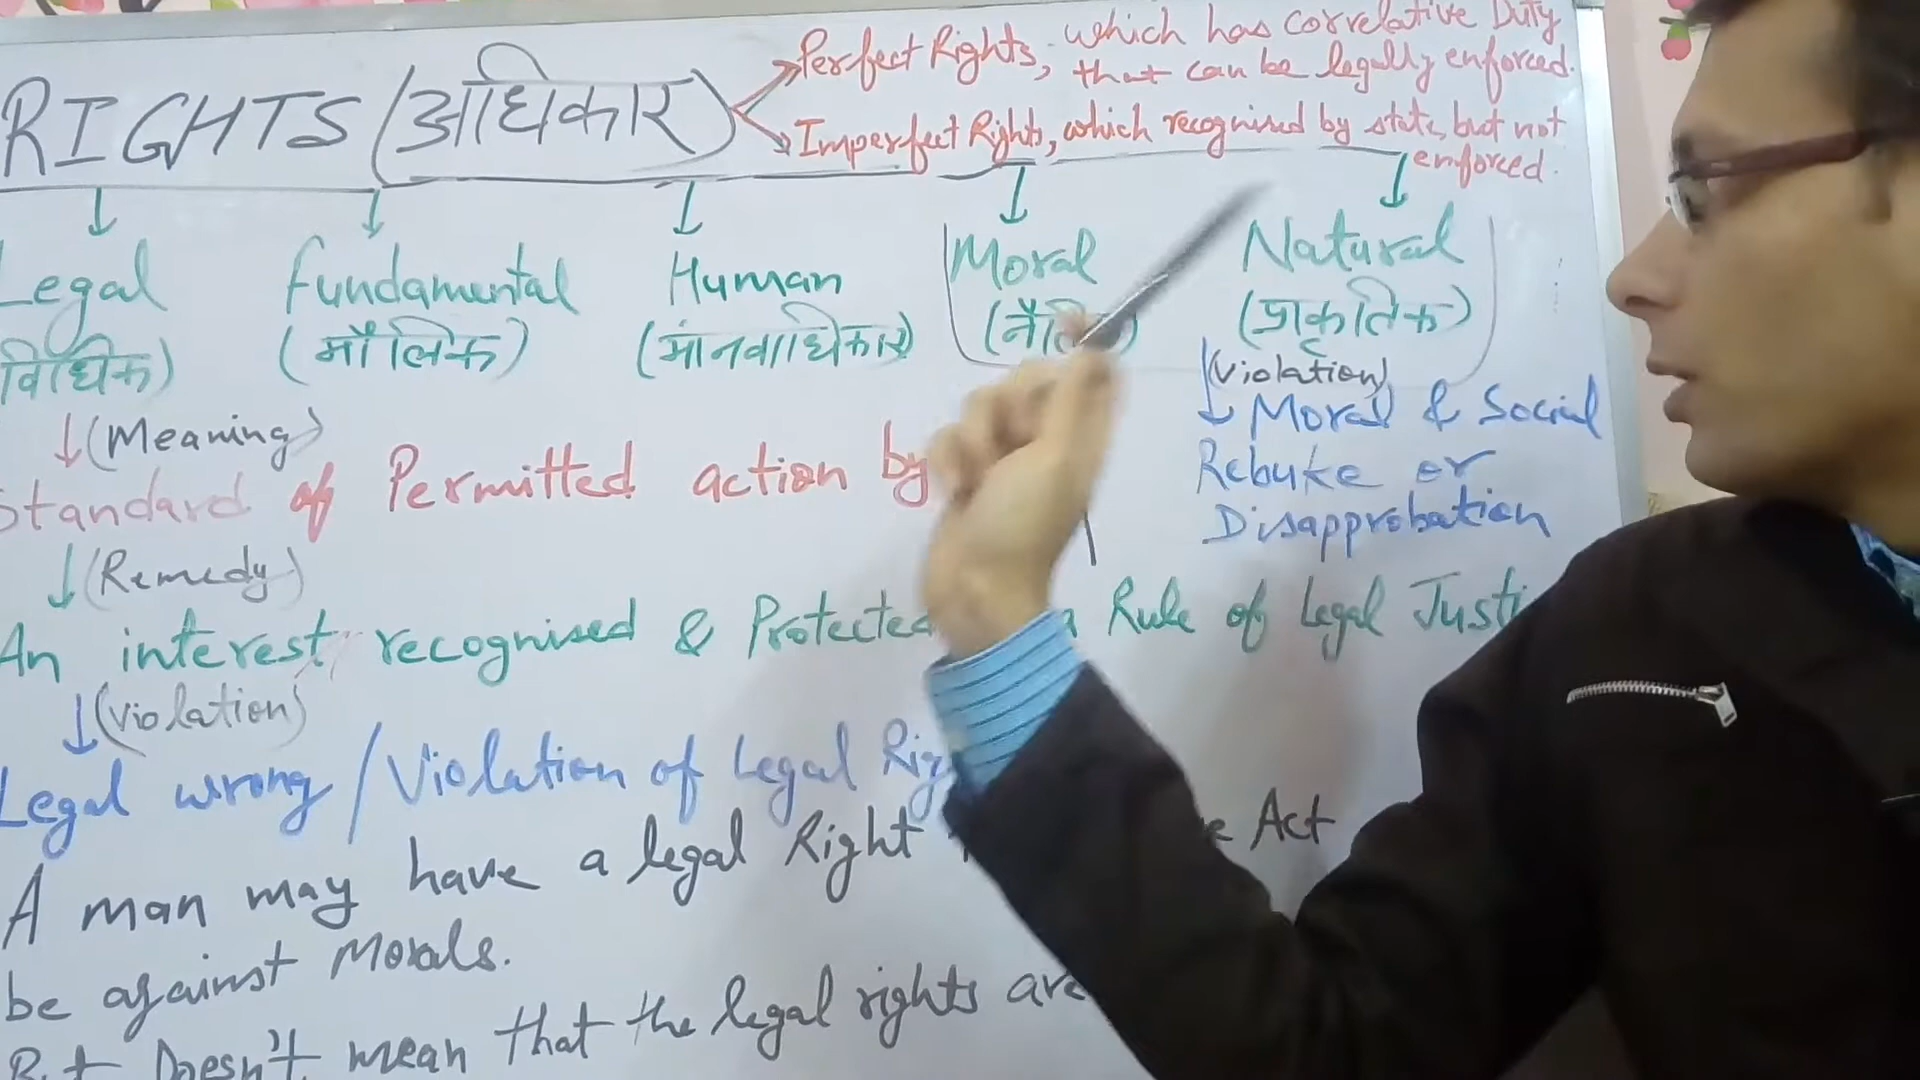 RIGHTS (अधिकार)
Perfect Rights, which has correlative Duty
that can be legally enforced.
Imperfect Rights, which recognised by state, but not
enforced.
Legal Fundamental Human Moral Natural
विधिक) (मौलिक) (मानवाधिकार) (प्राकृतिक)
(Meaning)
Standard of Permitted action by
(Violation)
Moral & Social
Rebuke or
Disapprobation
(Remedy)
An interest recognised & Protected Rule of Legal
(Violation)
Legal wrong / Violation of Legal
A man may have a legal Right Act
be against Morals.
Doesn't mean that the legal rights are